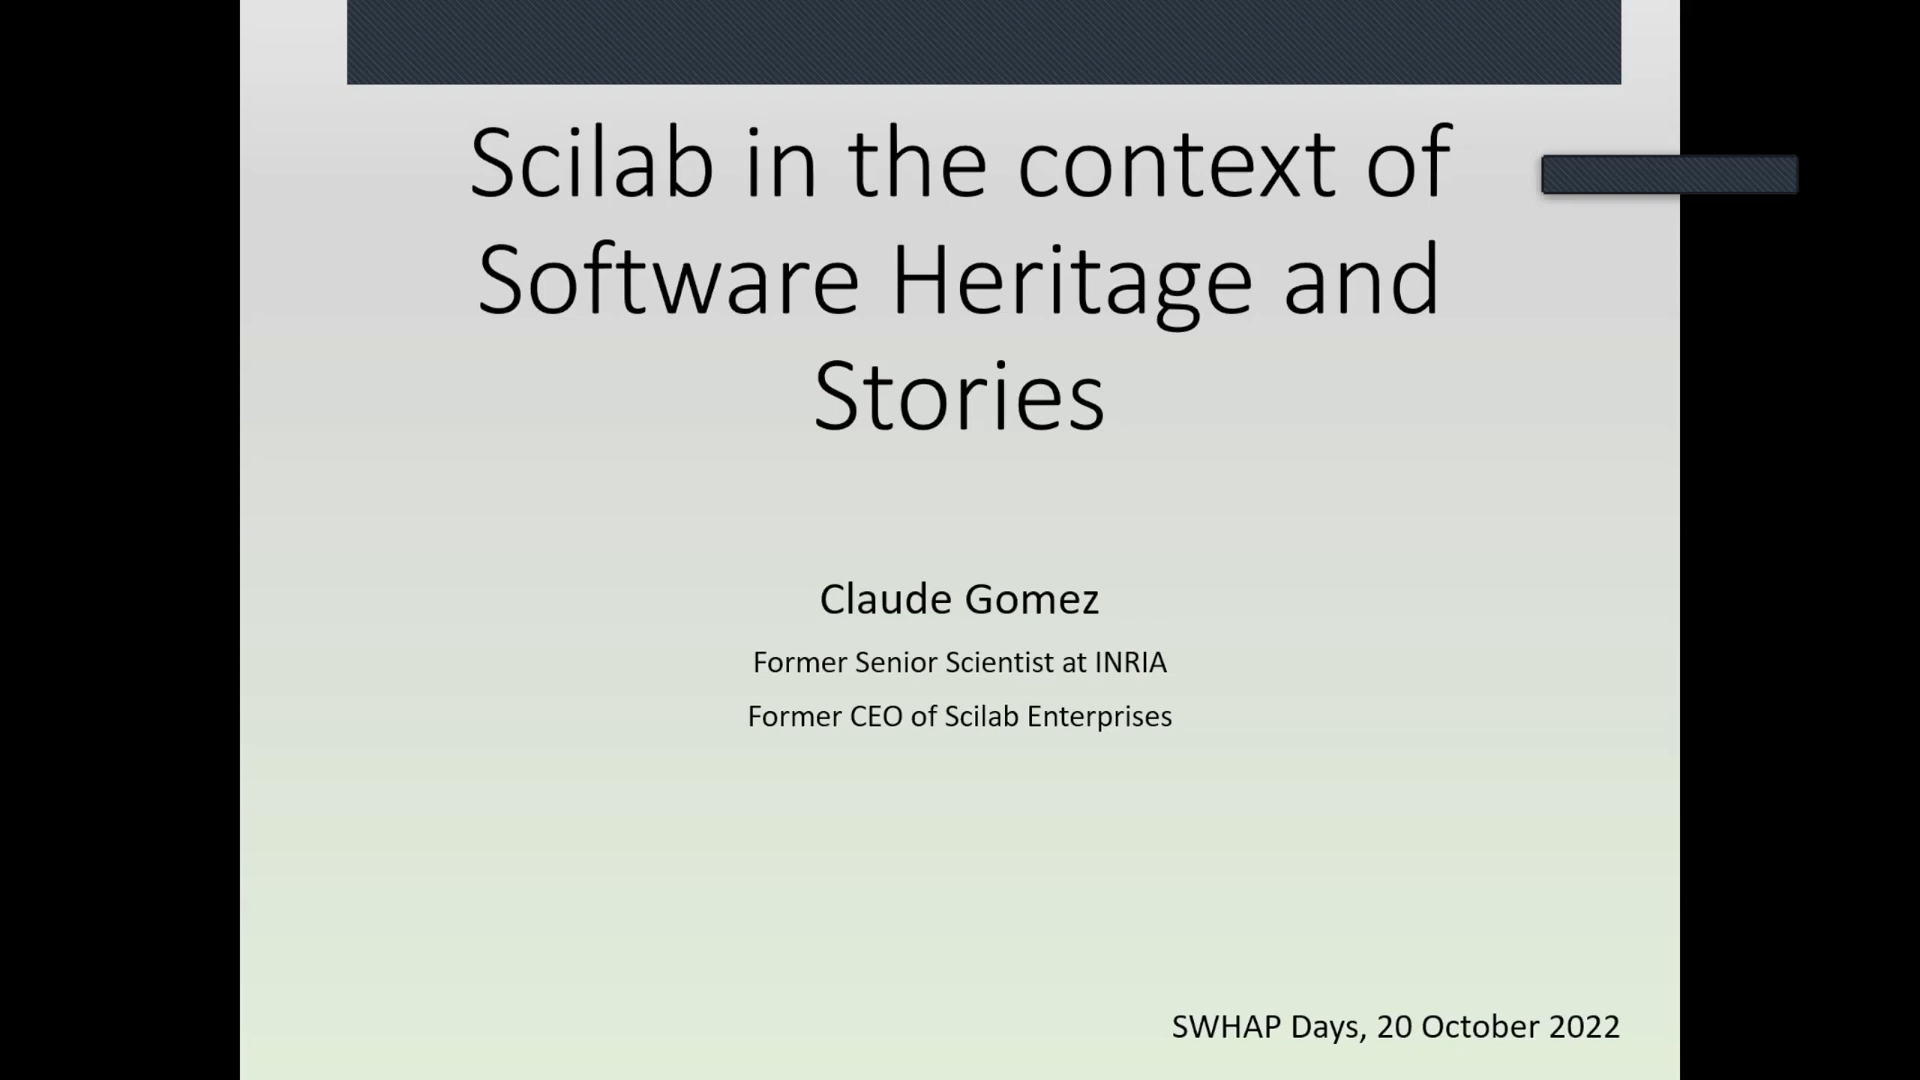 Scilab in the context of
Software Heritage and
Stories
Claude Gomez
Former Senior Scientist at INRIA
Former CEO of Scilab Enterprises
SWHAP Days, 20 October 2022